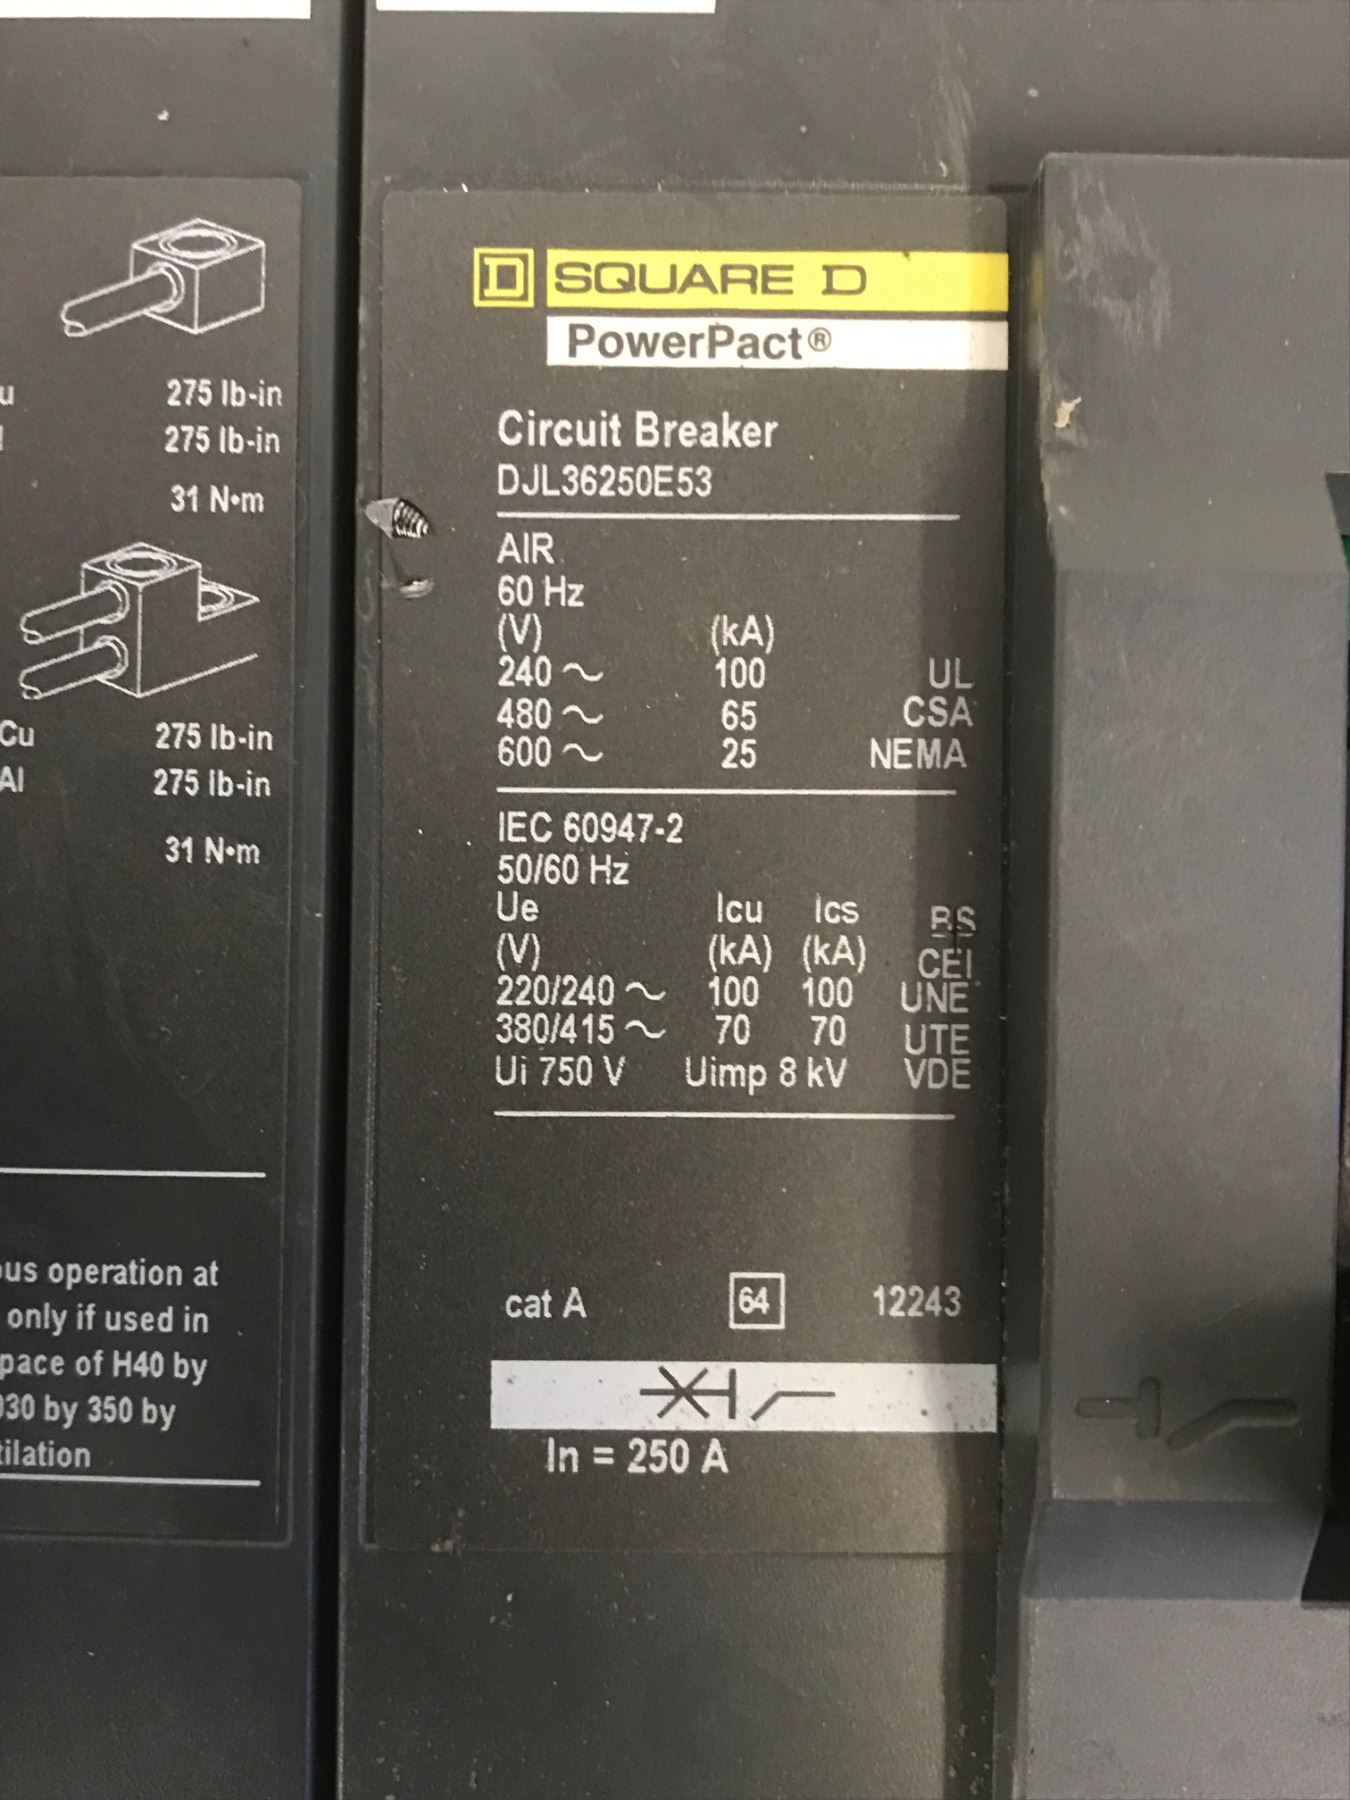 275 lb-in
275 lb-in
31 N•m
Cu 275 lb-in
Al 275 lb-in
31 N•m
operation at
only if used in
of H40 by
by 350 by
SQUARE D
PowerPact®
Circuit Breaker
DJL36250E53
AIR
60 Hz
(V) (kA)
240 ~ 100 UL
480 ~ 65 CSA
600 ~ 25 NEMA
IEC 60947-2
50/60 Hz
Ue Icu Ics BS
(V) (kA) (kA) CEI
220/240 ~ 100 100 UNE
380/415 ~ 70 70 UTE
Ui 750 V Uimp 8 kV VDE
cat A 64 12243
In = 250 A